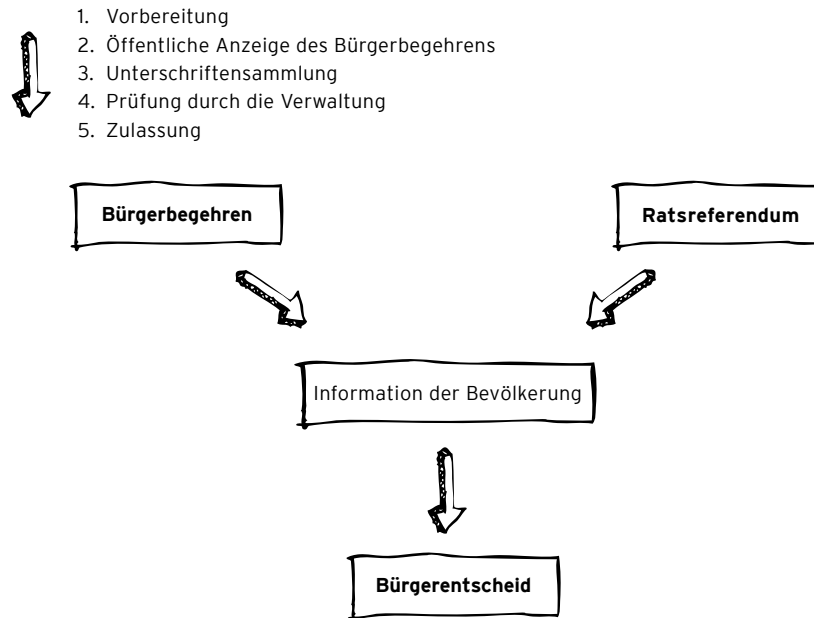 1. Vorbereitung
2. Öffentliche Anzeige des Bürgerbegehrens
3. Unterschriftensammlung
4. Prüfung durch die Verwaltung
5. Zulassung
Bürgerbegehren
Ratsreferendum
Information der Bevölkerung
Bürgerentscheid